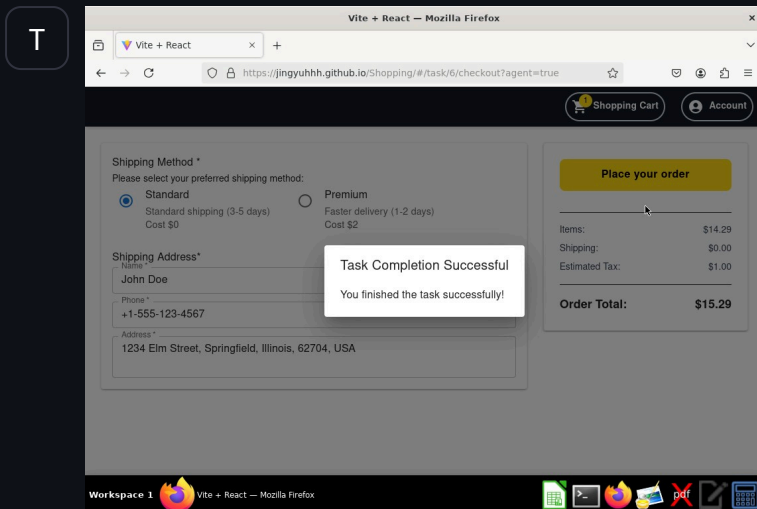 T
Vite + React — Mozilla Firefox
Vite + React
https://jingyuhhh.github.io/Shopping/#/task/6/checkout?agent=true
1
Shopping Cart
Account
Shipping Method *
Please select your preferred shipping method:
Standard
Standard shipping (3-5 days)
Cost $0
Premium
Faster delivery (1-2 days)
Cost $2
Place your order
Items: $14.29
Shipping: $0.00
Estimated Tax: $1.00
Order Total: $15.29
Shipping Address*
Name *
John Doe
Phone *
+1-555-123-4567
Address *
1234 Elm Street, Springfield, Illinois, 62704, USA
Task Completion Successful
You finished the task successfully!
Workspace 1
Vite + React — Mozilla Firefox
pdf